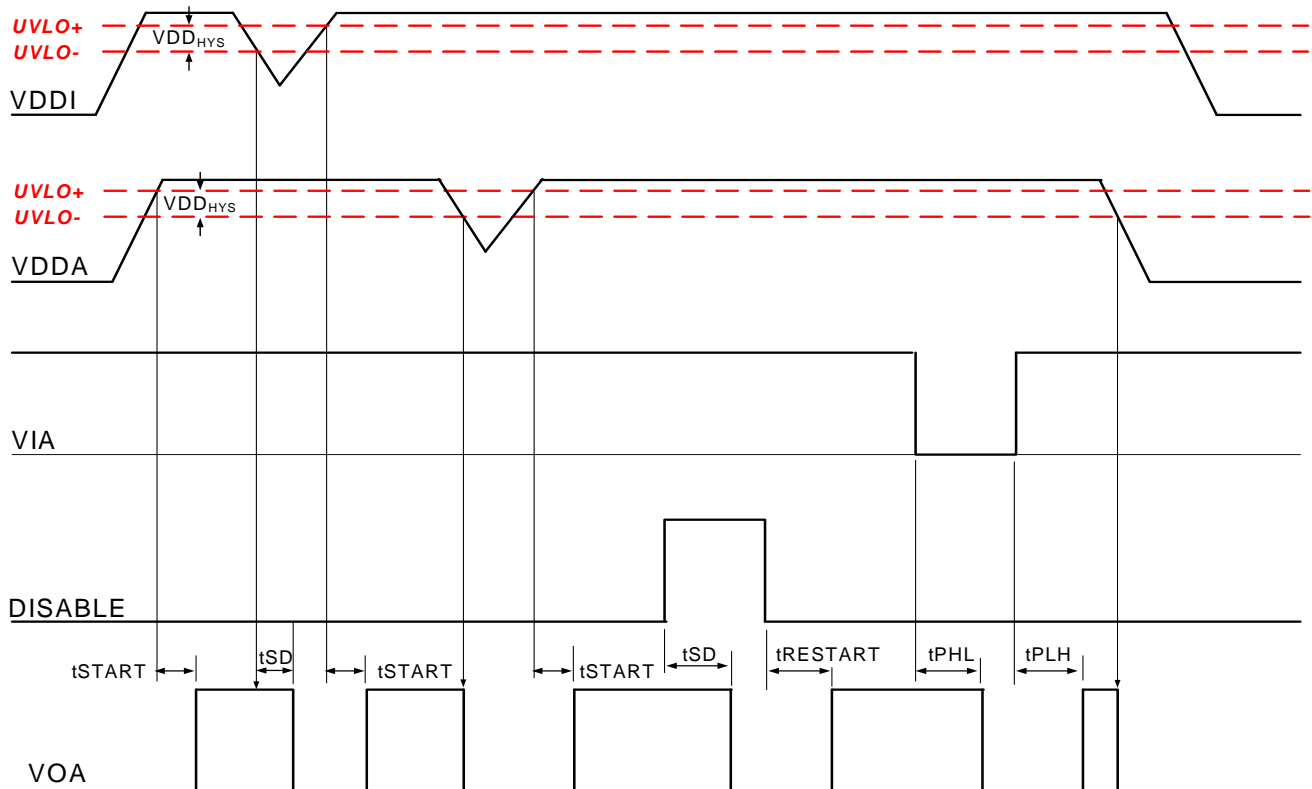 UVLO+
VDDHYS
UVLO-
VDDI
UVLO+
VDDHYS
UVLO-
VDDA
VIA
DISABLE
tSTART
tSD
tSTART
tSTART
tSD
tRESTART
tPHL
tPLH
VOA